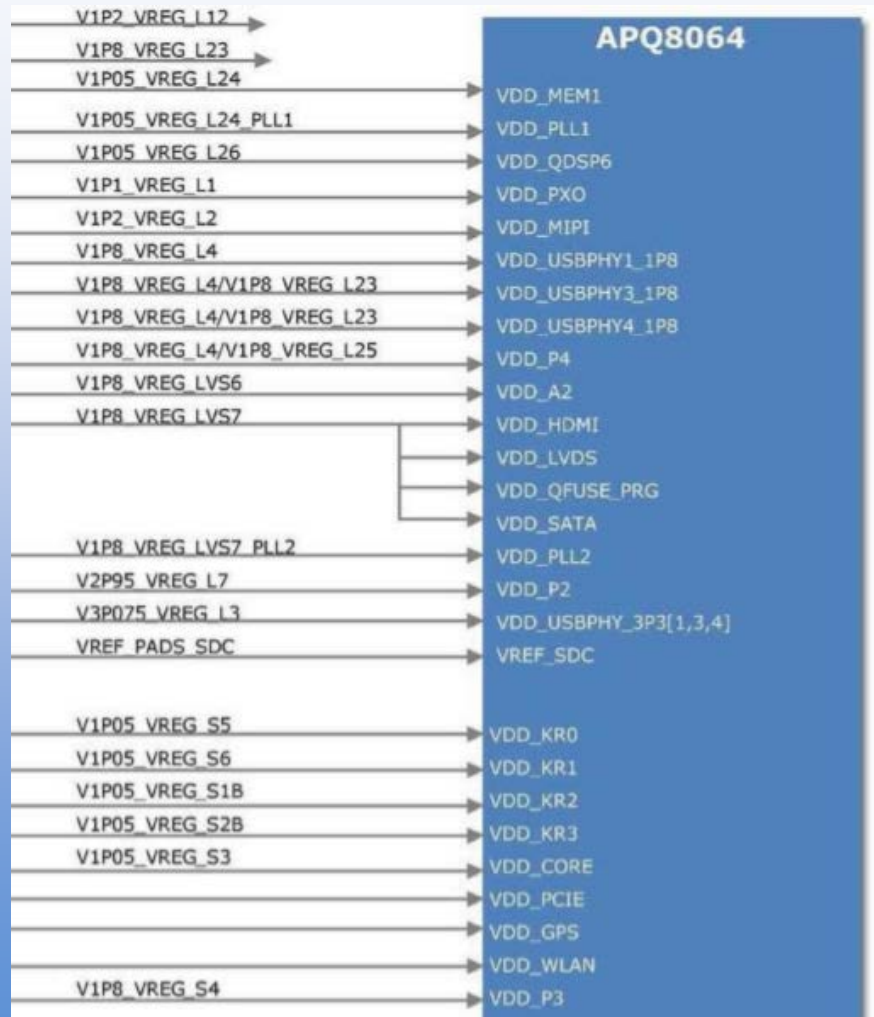 V1P2_VREG_L12
APQ8064
V1P8_VREG_L23
V1P05_VREG_L24
VDD_MEM1
V1P05_VREG_L24_PLL1
VDD_PLL1
V1P05_VREG_L26
VDD_QDSP6
V1P1_VREG_L1
VDD_PXO
V1P2_VREG_L2
VDD_MIPI
V1P8_VREG_L4
VDD_USBPHY1_1P8
V1P8_VREG_L4/V1P8_VREG_L23
VDD_USBPHY3_1P8
V1P8_VREG_L4/V1P8_VREG_L23
VDD_USBPHY4_1P8
V1P8_VREG_L4/V1P8_VREG_L25
VDD_P4
V1P8_VREG_LVS6
VDD_A2
V1P8_VREG_LVS7
VDD_HDMI
VDD_LVDS
VDD_QFUSE_PRG
VDD_SATA
V1P8_VREG_LVS7_PLL2
VDD_PLL2
V2P95_VREG_L7
VDD_P2
V3P075_VREG_L3
VDD_USBPHY_3P3[1,3,4]
VREF_PADS_SDC
VREF_SDC
V1P05_VREG_S5
VDD_KR0
V1P05_VREG_S6
VDD_KR1
V1P05_VREG_S1B
VDD_KR2
V1P05_VREG_S2B
VDD_KR3
V1P05_VREG_S3
VDD_CORE
VDD_PCIE
VDD_GPS
VDD_WLAN
V1P8_VREG_S4
VDD_P3